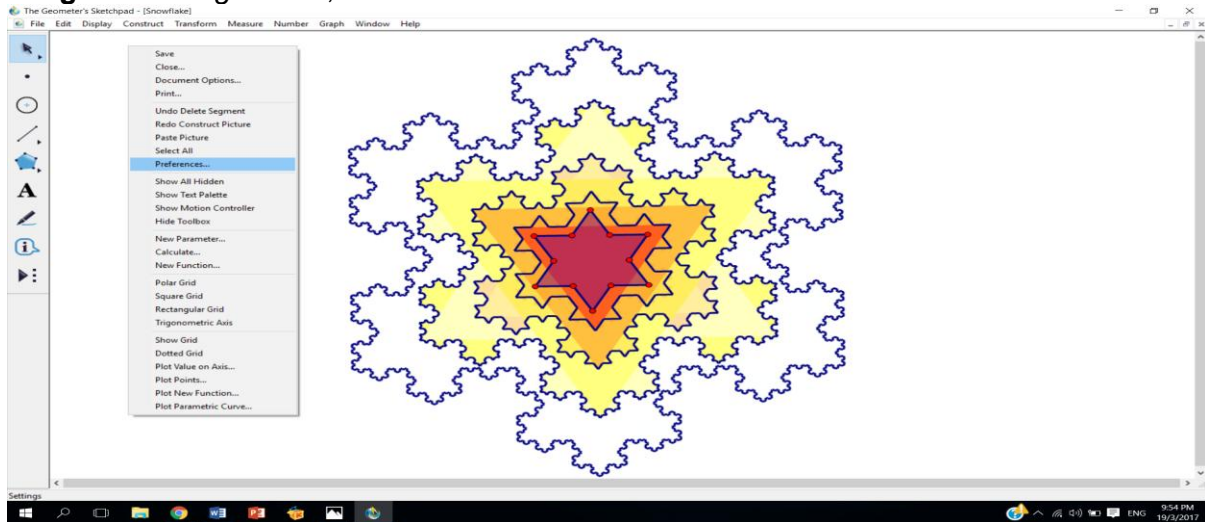 The Geometer's Sketchpad - [Snowflake]
File Edit Display Construct Transform Measure Number Graph Window Help
Save
Close...
Document Options...
Print...
Undo Delete Segment
Redo Construct Picture
Paste Picture
Select All
Preferences...
Show All Hidden
Show Text Palette
Show Motion Controller
Hide Toolbox
New Parameter...
Calculate...
New Function...
Polar Grid
Square Grid
Rectangular Grid
Trigonometric Axis
Show Grid
Dotted Grid
Plot Value on Axis...
Plot Points...
Plot New Function...
Plot Parametric Curve...
A
Settings
ENG
9:54 PM
19/3/2017